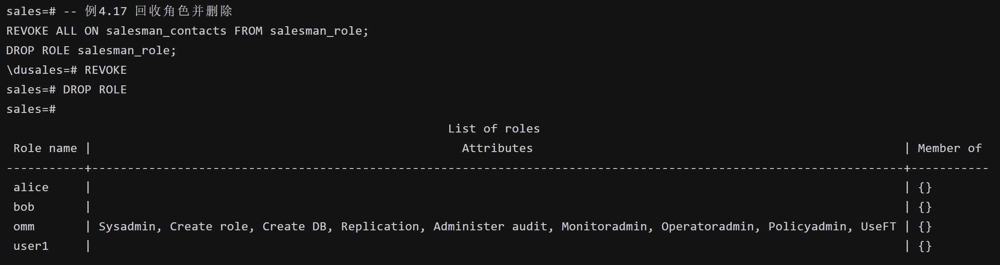 sales=# -- 例4.17 回收角色并删除
REVOKE ALL ON salesman_contacts FROM salesman_role;
DROP ROLE salesman_role;
\dusales=# REVOKE
sales=# DROP ROLE
sales=#
List of roles
Role name | Attributes | Member of
-----------+------------------------------------------------------------------------------------------------------------------+-----------
alice | | {}
bob | | {}
omm | Sysadmin, Create role, Create DB, Replication, Administer audit, Monitoradmin, Operatoradmin, Policyadmin, UseFT | {}
user1 | | {}